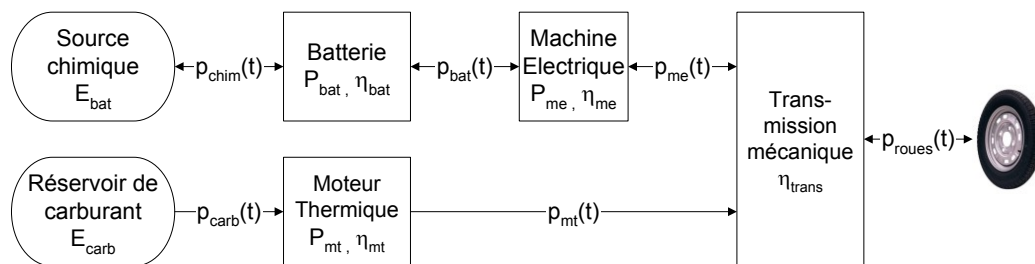 Source
chimique
E_bat
p_chim(t)
Batterie
P_bat , η_bat
p_bat(t)
Machine
Electrique
P_me , η_me
p_me(t)
Trans-
mission
mécanique
η_trans
p_roues(t)
Réservoir de
carburant
E_carb
p_carb(t)
Moteur
Thermique
P_mt , η_mt
p_mt(t)